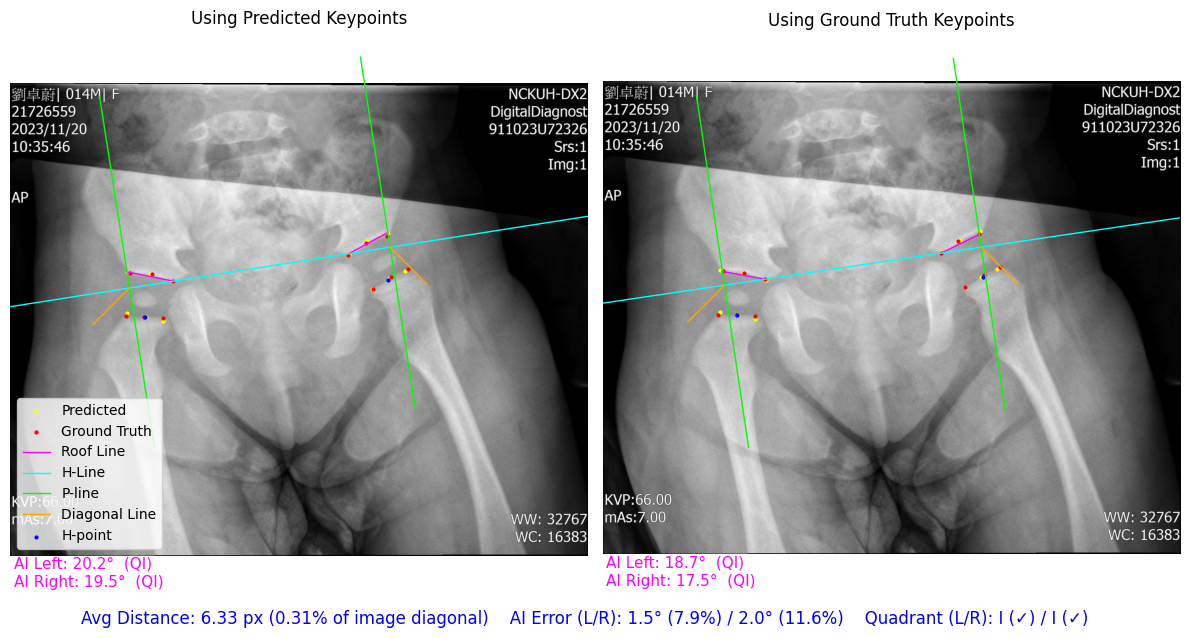 Using Predicted Keypoints
劉卓蔚| 014M| F
21726559
2023/11/20
10:35:46
AP
NCKUH-DX2
DigitalDiagnost
911023U72326
Srs:1
Img:1
Predicted
Ground Truth
Roof Line
H-Line
P-line
Diagonal Line
H-point
KVP:66.00
mAs:7.00
WW: 32767
WC: 16383
AI Left: 20.2° (QI)
AI Right: 19.5° (QI)
Using Ground Truth Keypoints
劉卓蔚| 014M| F
21726559
2023/11/20
10:35:46
AP
NCKUH-DX2
DigitalDiagnost
911023U72326
Srs:1
Img:1
KVP:66.00
mAs:7.00
WW: 32767
WC: 16383
AI Left: 18.7° (QI)
AI Right: 17.5° (QI)
Avg Distance: 6.33 px (0.31% of image diagonal) AI Error (L/R): 1.5° (7.9%) / 2.0° (11.6%) Quadrant (L/R): I (✓) / I (✓)